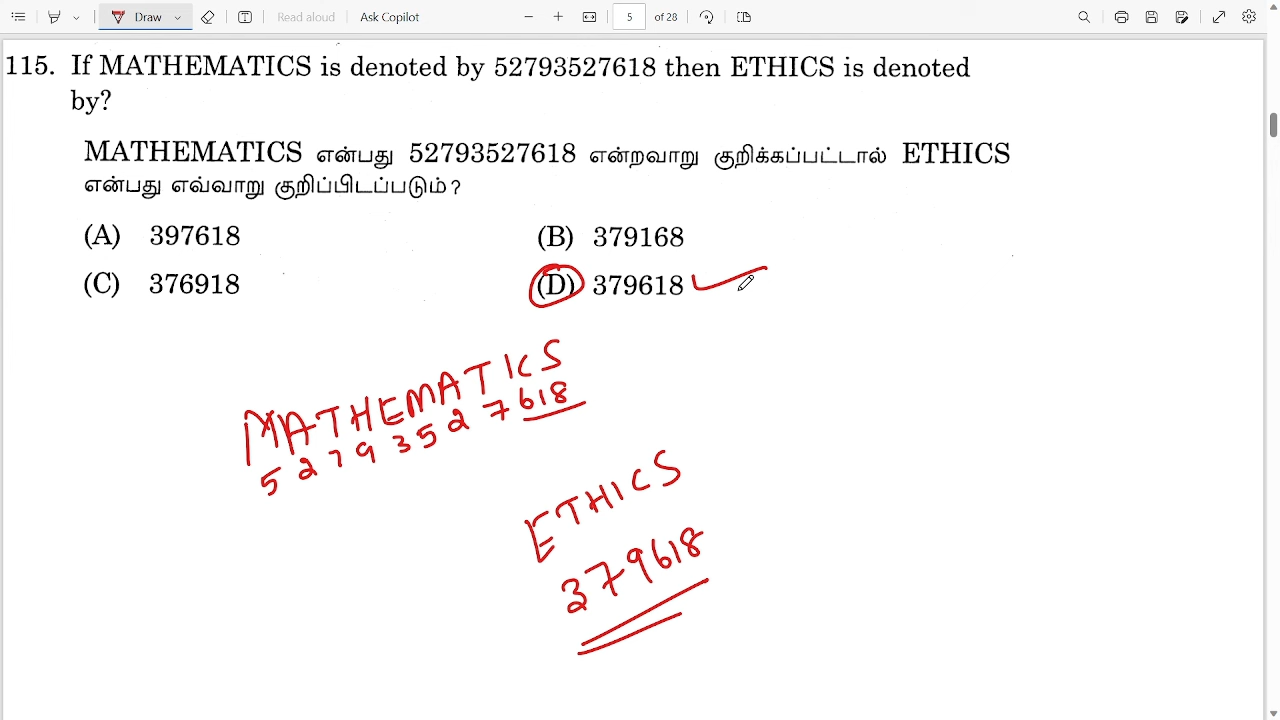 Draw
Read aloud
Ask Copilot
5 of 28
115. If MATHEMATICS is denoted by 52793527618 then ETHICS is denoted
by?
MATHEMATICS என்பது 52793527618 என்றவாறு குறிக்கப்பட்டால் ETHICS
என்பது எவ்வாறு குறிப்பிடப்படும்?
(A) 397618
(B) 379168
(C) 376918
(D) 379618
MATHEMATICS
52793527618
ETHICS
379618